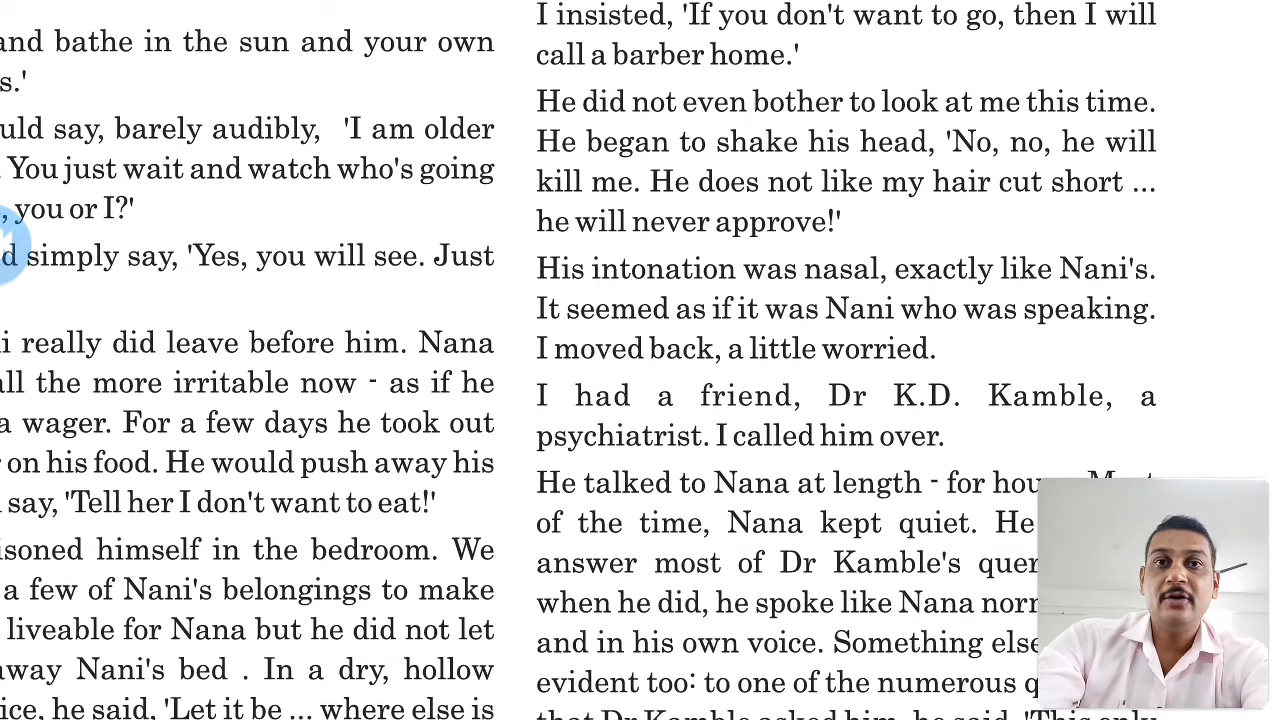 and bathe in the sun and your own
s.'
uld say, barely audibly, 'I am older
. You just wait and watch who's going
, you or I?'
d simply say, 'Yes, you will see. Just
i really did leave before him. Nana
all the more irritable now - as if he
a wager. For a few days he took out
on his food. He would push away his
say, 'Tell her I don't want to eat!'
isoned himself in the bedroom. We
a few of Nani's belongings to make
liveable for Nana but he did not let
away Nani's bed . In a dry, hollow
ice, he said, 'Let it be ... where else is
I insisted, 'If you don't want to go, then I will
call a barber home.'
He did not even bother to look at me this time.
He began to shake his head, 'No, no, he will
kill me. He does not like my hair cut short ...
he will never approve!'
His intonation was nasal, exactly like Nani's.
It seemed as if it was Nani who was speaking.
I moved back, a little worried.
I had a friend, Dr K.D. Kamble, a
psychiatrist. I called him over.
He talked to Nana at length - for hou
of the time, Nana kept quiet. He
answer most of Dr Kamble's quer
when he did, he spoke like Nana norm
and in his own voice. Something else
evident too: to one of the numerous q
that Dr Kamble asked him, he said, 'This only